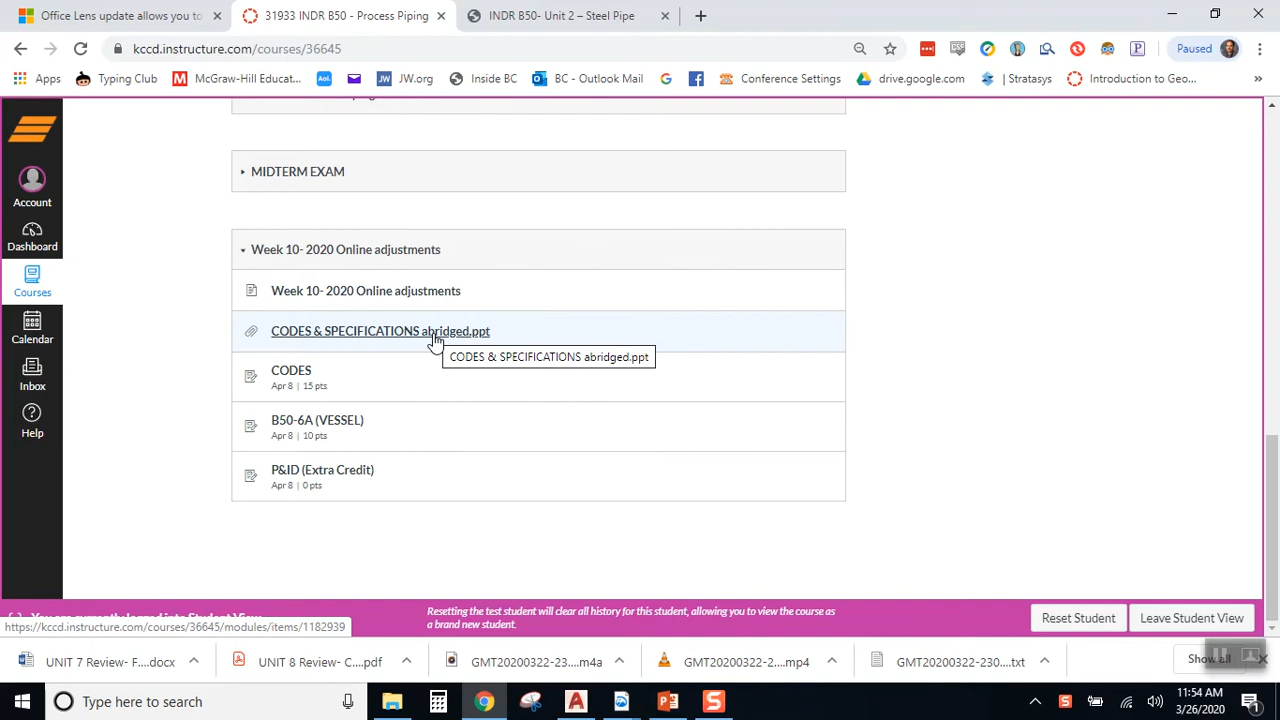 Office Lens update allows you to
31933 INDR B50 - Process Piping
INDR B50- Unit 2 – Steel Pipe
kccd.instructure.com/courses/36645
Paused
Apps
Typing Club
McGraw-Hill Educat...
Aol.
JW.org
Inside BC
BC - Outlook Mail
Conference Settings
drive.google.com
| Stratasys
Introduction to Geo...
Account
Dashboard
Courses
Calendar
Inbox
Help
MIDTERM EXAM
Week 10- 2020 Online adjustments
Week 10- 2020 Online adjustments
CODES & SPECIFICATIONS abridged.ppt
CODES & SPECIFICATIONS abridged.ppt
CODES
Apr 8 | 15 pts
B50-6A (VESSEL)
Apr 8 | 10 pts
P&ID (Extra Credit)
Apr 8 | 0 pts
Resetting the test student will clear all history for this student, allowing you to view the course as
a brand new student.
Reset Student
Leave Student View
https://kccd.instructure.com/courses/36645/modules/items/1182939
UNIT 7 Review- F....docx
UNIT 8 Review- C....pdf
GMT20200322-23....m4a
GMT20200322-2....mp4
GMT20200322-230....txt
Show all
Type here to search
11:54 AM
3/26/2020